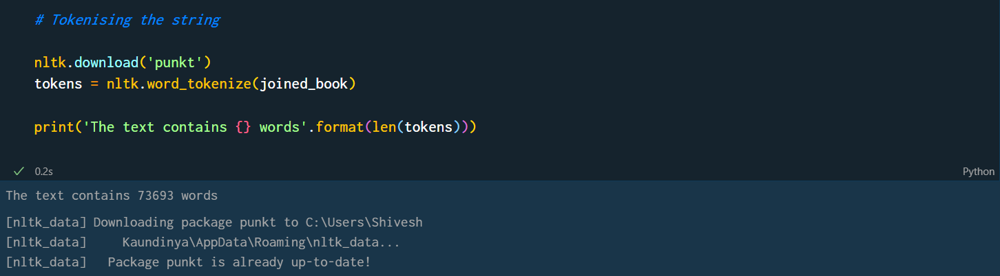 # Tokenising the string
nltk.download('punkt')
tokens = nltk.word_tokenize(joined_book)
print('The text contains {} words'.format(len(tokens)))
0.2s
Python
The text contains 73693 words
[nltk_data] Downloading package punkt to C:\Users\Shivesh
[nltk_data]     Kaundinya\AppData\Roaming\nltk_data...
[nltk_data]   Package punkt is already up-to-date!